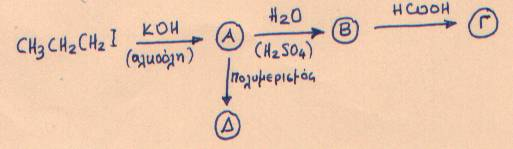 CH3CH2CH2I KOH (αλκοόλη) Α H2O (H2SO4) Β HCOOH Γ
πολυμερισμός
Δ